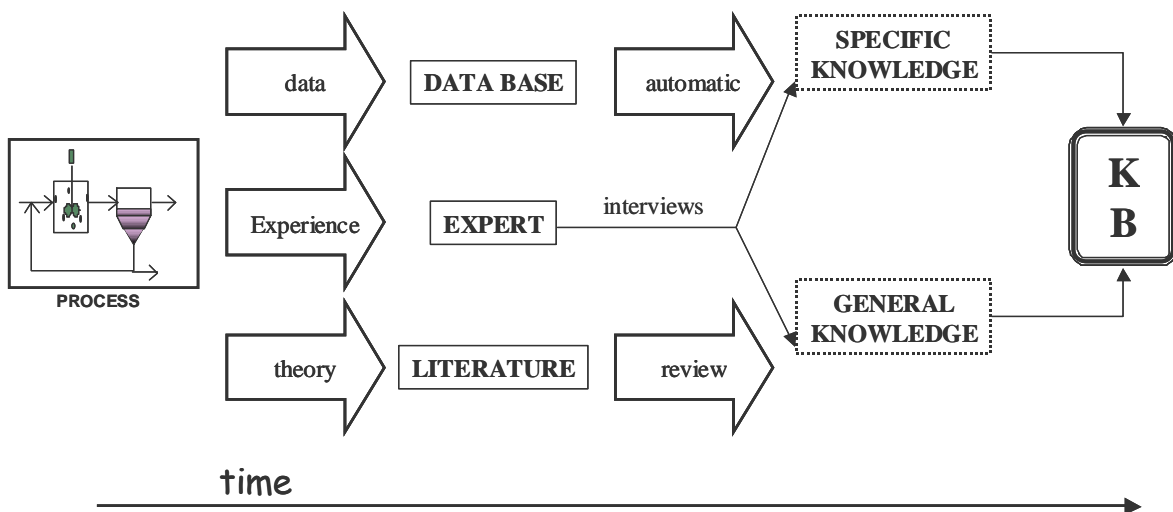 data
DATA BASE
automatic
SPECIFIC
KNOWLEDGE
PROCESS
Experience
EXPERT
interviews
K
B
theory
LITERATURE
review
GENERAL
KNOWLEDGE
time